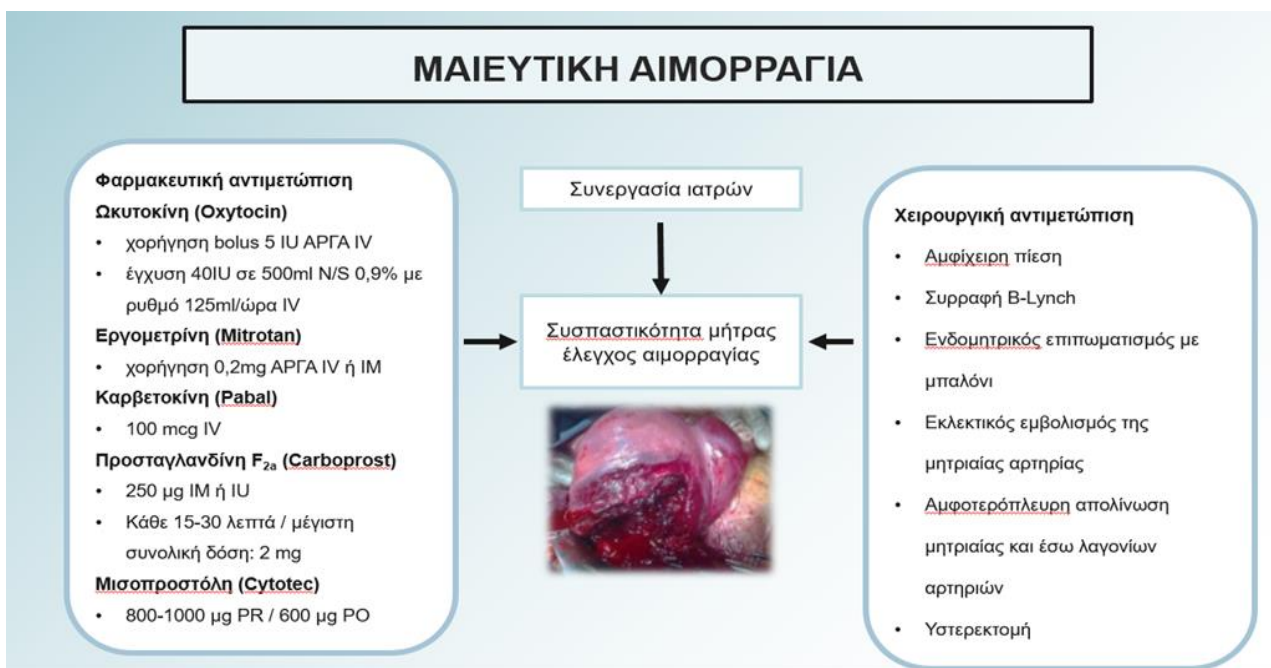 ΜΑΙΕΥΤΙΚΗ ΑΙΜΟΡΡΑΓΙΑ
Φαρμακευτική αντιμετώπιση
Ωκυτοκίνη (Oxytocin)
• χορήγηση bolus 5 IU ΑΡΓΑ IV
• έγχυση 40IU σε 500ml N/S 0,9% με
ρυθμό 125ml/ώρα IV
Εργομετρίνη (Mitrotan)
• χορήγηση 0,2mg ΑΡΓΑ IV ή IM
Καρβετοκίνη (Pabal)
• 100 mcg IV
Προσταγλανδίνη F2a (Carboprost)
• 250 μg IM ή IU
• Κάθε 15-30 λεπτά / μέγιστη
συνολική δόση: 2 mg
Μισοπροστόλη (Cytotec)
• 800-1000 μg PR / 600 μg PO
Συνεργασία ιατρών
Συσπαστικότητα μήτρας
έλεγχος αιμορραγίας
Χειρουργική αντιμετώπιση
• Αμφίχειρη πίεση
• Συρραφή B-Lynch
• Ενδομητρικός επιπωματισμός με
μπαλόνι
• Εκλεκτικός εμβολισμός της
μητριαίας αρτηρίας
• Αμφοτερόπλευρη απολίνωση
μητριαίας και έσω λαγονίων
αρτηριών
• Υστερεκτομή